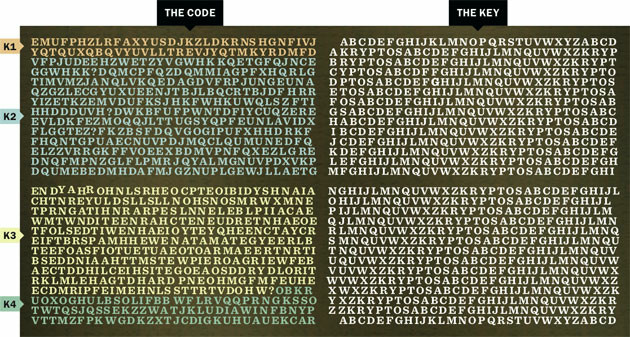 THE CODE
K1
EMUFPHZLRFAXYUSDJKZLDKRNSHGNFIVJ
YQTQUXQBQVYUVLLTREVJYQTMKYRDMFD
K2
VFPJUDEEHZWETZYVGWHKKQETGFQJNCE
GGWHKK?DQMCPFQZDQMMIAGPFXHQRLG
TIMVMZJANQLVKQEDAGDVFRPJUNGEUNA
QZGZLECGYUXUEENJTBJLBQCRTBJDFHRR
YIZETKZEMVDUFKSJHKFWHKUWQLSZFTI
HHDDDUVH?DWKBFUFPWNTDFIYCUQZERE
EVLDKFEZMOQQJLTTUGSYQPFEUNLAVIDX
FLGGTEZ?FKZBSFDQVGOGIPUFXHHDRKF
FHQNTGPUAECNUVPDJMQCLQUMUNEDFQ
ELZZVRRGKFFVOEEXBDMVPNFQXEZLGRE
DNQFMPNZGLFLPMRJQYALMGNUVPDXVKP
DQUMEBEDMHDAFMJGZNUPLGEWJLLAETG
K3
ENDYAHROHNLSRHEOCPTEOIBIDYSHNAIA
CHTNREYULDSLLSLLNOHSNOSMRWXMNE
TPRNGATIHNRARPESLNNELEBLPIIACAE
WMTWNDITEENRAHCTENEUDRETNHAEOE
TFOLSEDTIWENHAEIOYTEYQHEENCTAYCR
EIFTBRSPAMHHEWENATAMATEGYEERLB
TEEFOASFIOTUETUAEOTOARMAEERTNRTI
BSEDDNIAAHTTMSTEWPIEROAGRIEWFEB
AECTDDHILCEIHSITEGOEAOSDDRYDLORIT
RKLMLEHAGTDHARDPNEOHMGFMFEUHE
ECDMRIPFEIMEHNLSSTTRTVDOHW?OBKR
K4
UOXOGHULBSOLIFBBWFLRVQQPRNGKSSO
TWTQSJQSSEKZZWATJKLUDIAWINFBNYP
VTTMZFPKWGDKZXTJCDIGKUHUAUEKCAR
THE KEY
ABCDEFGHIJKLMNOPQRSTUVWXYZABCD
AKRYPTOSABCDEFGHIJLMNQUVWXZKRYP
BRYPTOSABCDEFGHIJLMNQUVWXZKRYPT
CYPTOSABCDEFGHIJLMNQUVWXZKRYPTO
DPTOSABCDEFGHIJLMNQUVWXZKRYPTOS
ETOSABCDEFGHIJLMNQUVWXZKRYPTOSA
FOSABCDEFGHIJLMNQUVWXZKRYPTOSAB
GSABCDEFGHIJLMNQUVWXZKRYPTOSABC
HABCDEFGHIJLMNQUVWXZKRYPTOSABCD
IBCDEFGHIJLMNQUVWXZKRYPTOSABCDE
JCDEFGHIJLMNQUVWXZKRYPTOSABCDEF
KDEFGHIJLMNQUVWXZKRYPTOSABCDEFG
LEFGHIJLMNQUVWXZKRYPTOSABCDEFGH
MFGHIJLMNQUVWXZKRYPTOSABCDEFGHI
NGHIJLMNQUVWXZKRYPTOSABCDEFGHIJL
OHIJLMNQUVWXZKRYPTOSABCDEFGHIJL
PIJLMNQUVWXZKRYPTOSABCDEFGHIJLM
QJLMNQUVWXZKRYPTOSABCDEFGHIJLMN
RLMNQUVWXZKRYPTOSABCDEFGHIJLMNQ
SMNQUVWXZKRYPTOSABCDEFGHIJLMNQU
TNQUVWXZKRYPTOSABCDEFGHIJLMNQUV
UQUVWXZKRYPTOSABCDEFGHIJLMNQUVW
VUVWXZKRYPTOSABCDEFGHIJLMNQUVWX
WVWXZKRYPTOSABCDEFGHIJLMNQUVWXZ
XWXZKRYPTOSABCDEFGHIJLMNQUVWXZK
YXZKRYPTOSABCDEFGHIJLMNQUVWXZKR
ZZKRYPTOSABCDEFGHIJLMNQUVWXZKRY
ABCDEFGHIJKLMNOPQRSTUVWXYZABCD